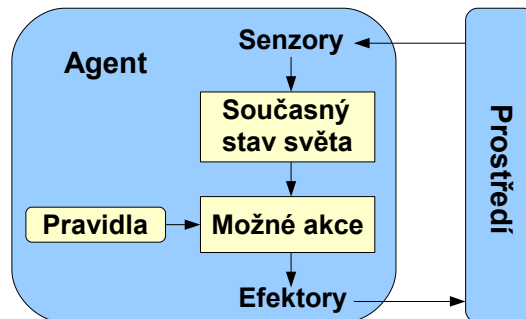 Agent
Senzory
Současný
stav světa
Pravidla
Možné akce
Efektory
Prostředí